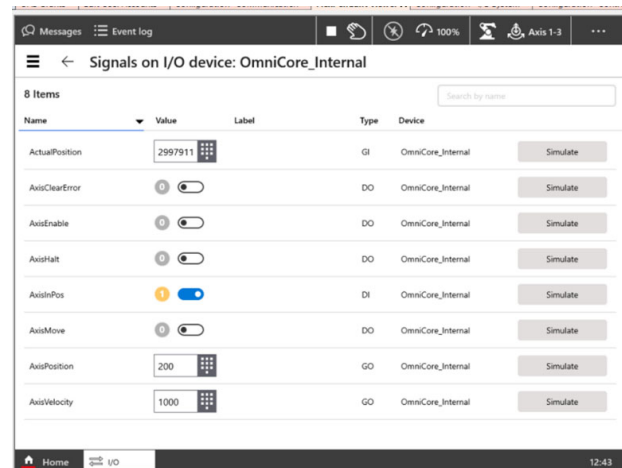 Messages Event log 100% Axis 1-3 ...
Signals on I/O device: OmniCore_Internal
8 Items Search by name
Name Value Label Type Device
ActualPosition 2997911 GI OmniCore_Internal Simulate
AxisClearError 0 DO OmniCore_Internal Simulate
AxisEnable 0 DO OmniCore_Internal Simulate
AxisHalt 0 DO OmniCore_Internal Simulate
AxisInPos 1 DI OmniCore_Internal Simulate
AxisMove 0 DO OmniCore_Internal Simulate
AxisPosition 200 GO OmniCore_Internal Simulate
AxisVelocity 1000 GO OmniCore_Internal Simulate
Home I/O 12:43